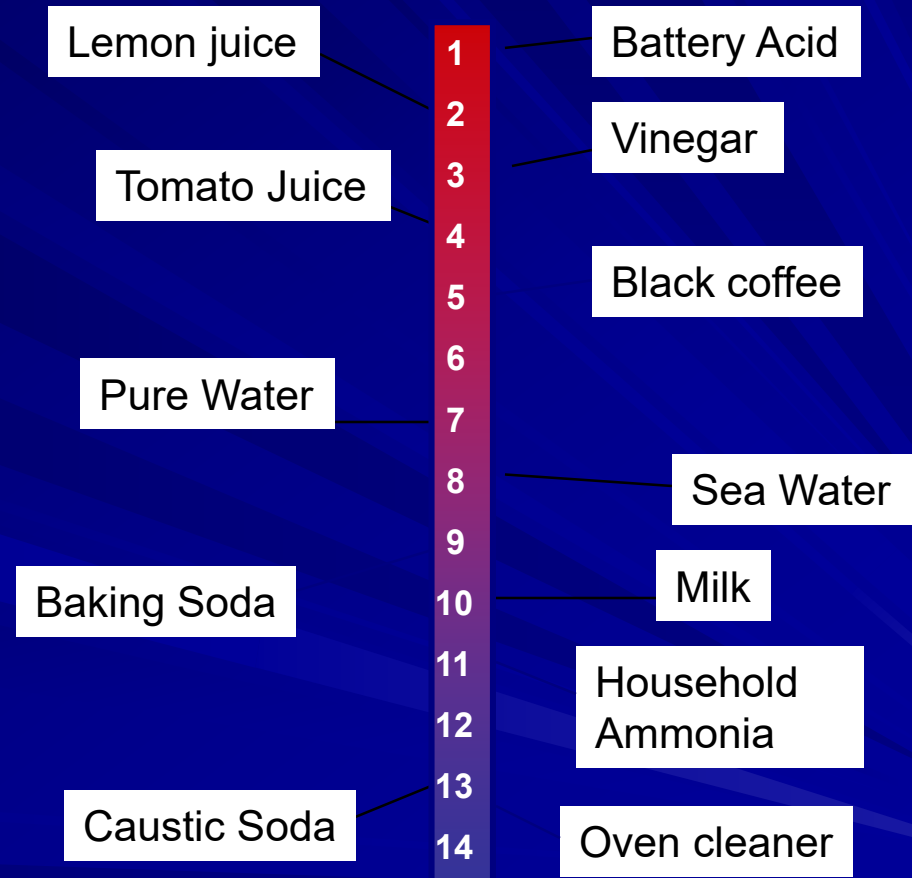 Lemon juice
Battery Acid
1
2
Vinegar
Tomato Juice
3
4
Black coffee
5
6
Pure Water
7
8
Sea Water
9
Milk
Baking Soda
10
11
Household
Ammonia
12
13
Caustic Soda
Oven cleaner
14